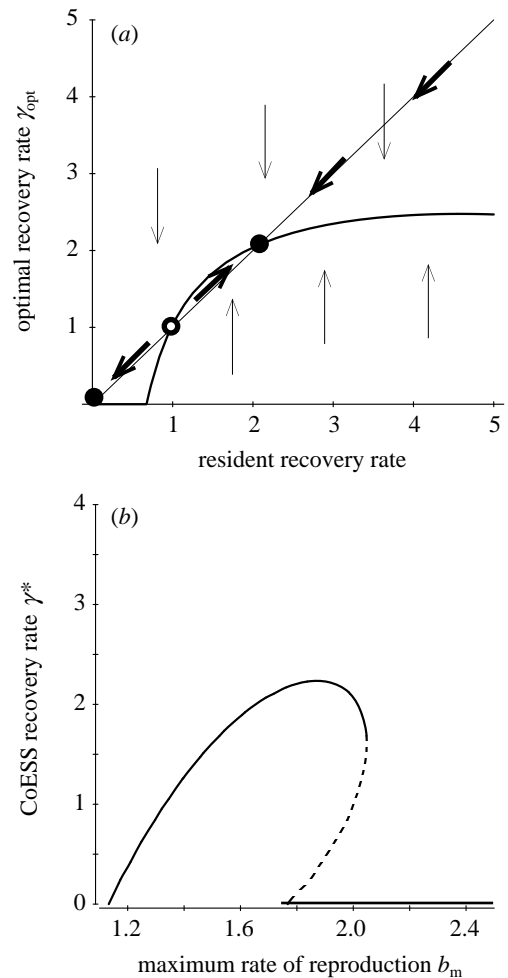 (a)
optimal recovery rate γopt
5
4
3
2
1
1 2 3 4 5
resident recovery rate
(b)
CoESS recovery rate γ*
4
3
2
1
0
1.2 1.6 2.0 2.4
maximum rate of reproduction bm